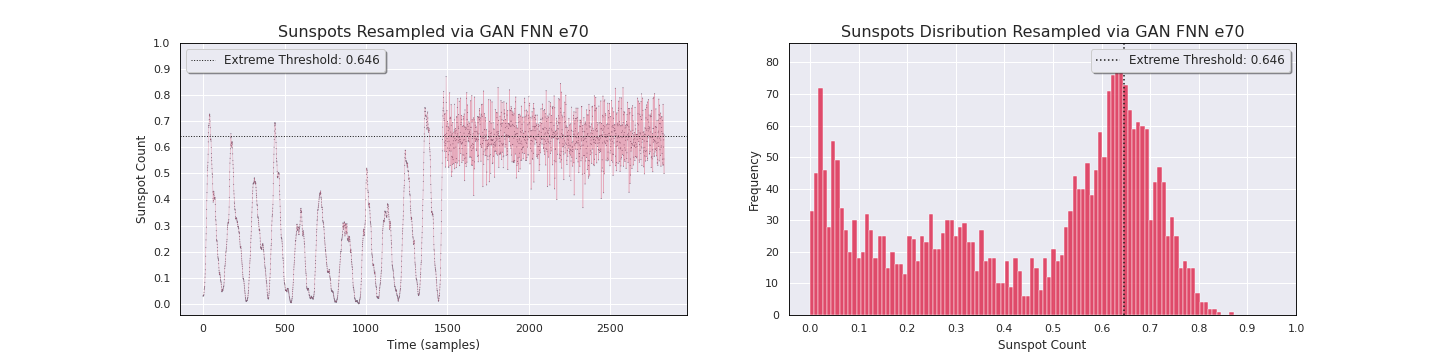 Sunspots Resampled via GAN FNN e70
Extreme Threshold: 0.646
Sunspot Count
1.0
0.9
0.8
0.7
0.6
0.5
0.4
0.3
0.2
0.1
0.0
0 500 1000 1500 2000 2500
Time (samples)
Sunspots Disribution Resampled via GAN FNN e70
Extreme Threshold: 0.646
Frequency
80
70
60
50
40
30
20
10
0
0.0 0.1 0.2 0.3 0.4 0.5 0.6 0.7 0.8 0.9 1.0
Sunspot Count